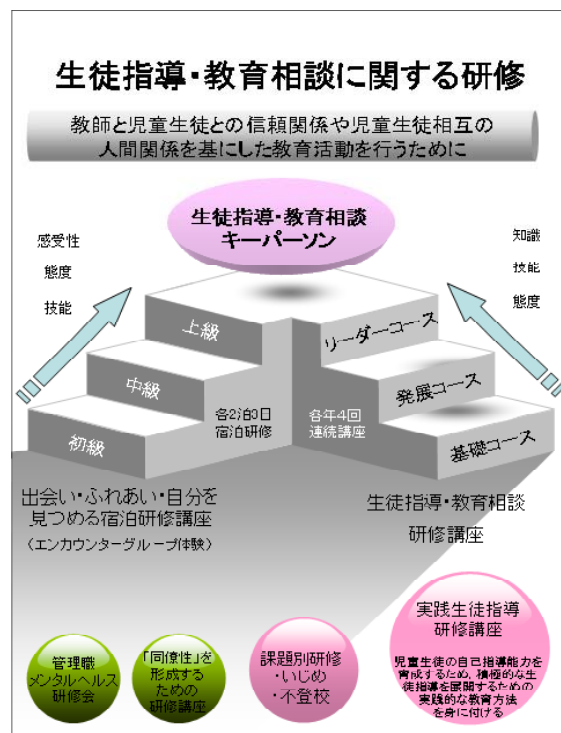 生徒指導・教育相談に関する研修
教師と児童生徒との信頼関係や児童生徒相互の
人間関係を基にした教育活動を行うために
生徒指導・教育相談
キーパーソン
感受性
態度
技能
知識
技能
態度
上級
中級
初級
各2泊3日
宿泊研修
各年4回
連続講座
リーダーコース
発展コース
基礎コース
出会い・ふれあい・自分を
見つめる宿泊研修講座
（エンカウンターグループ体験）
生徒指導・教育相談
研修講座
管理職
メンタルヘルス
研修会
「同僚性」を
形成する
ための
研修講座
課題別研修
・いじめ
・不登校
実践生徒指導
研修講座
児童生徒の自己指導能力を
育成するため，積極的な生
徒指導を展開するための
実践的な教育方法
を身に付ける